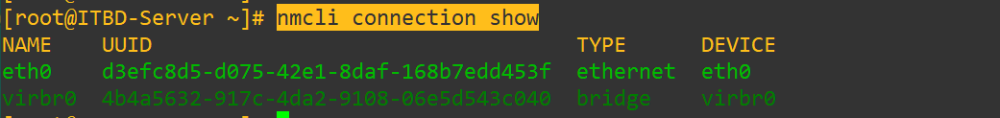 [root@ITBD-Server ~]# nmcli connection show
NAME UUID TYPE DEVICE
eth0 d3efc8d5-d075-42e1-8daf-168b7edd453f ethernet eth0
virbr0 4b4a5632-917c-4da2-9108-06e5d543c040 bridge virbr0